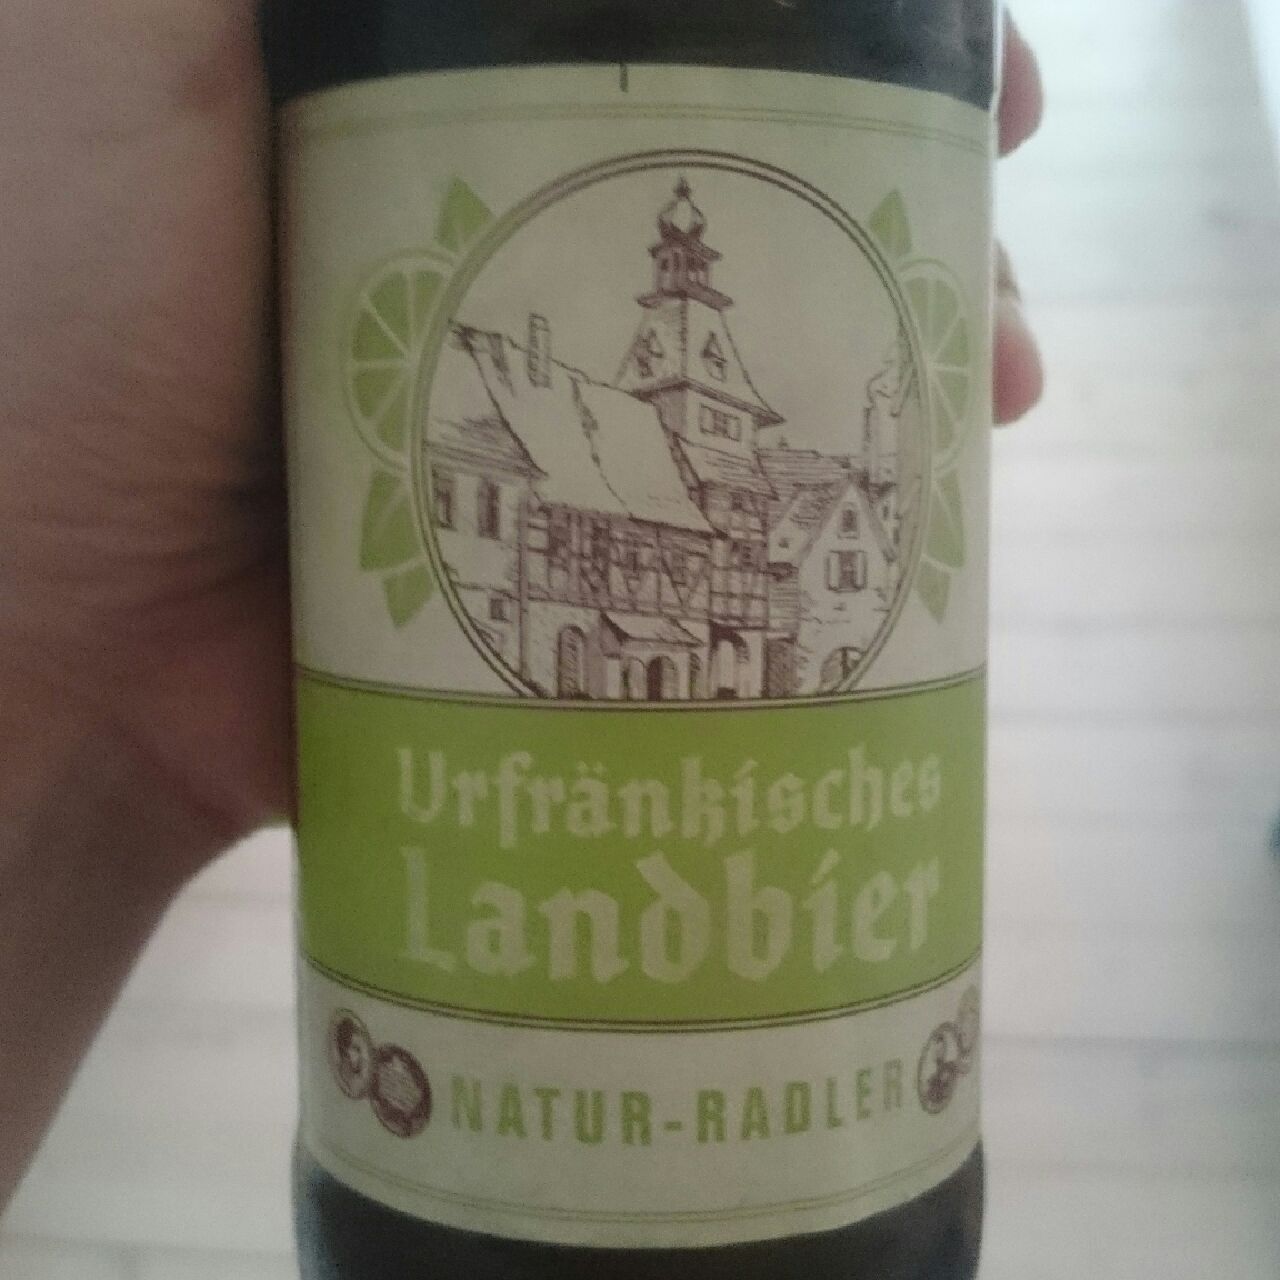 Urfränkisches
Landbier
NATUR-RADLER